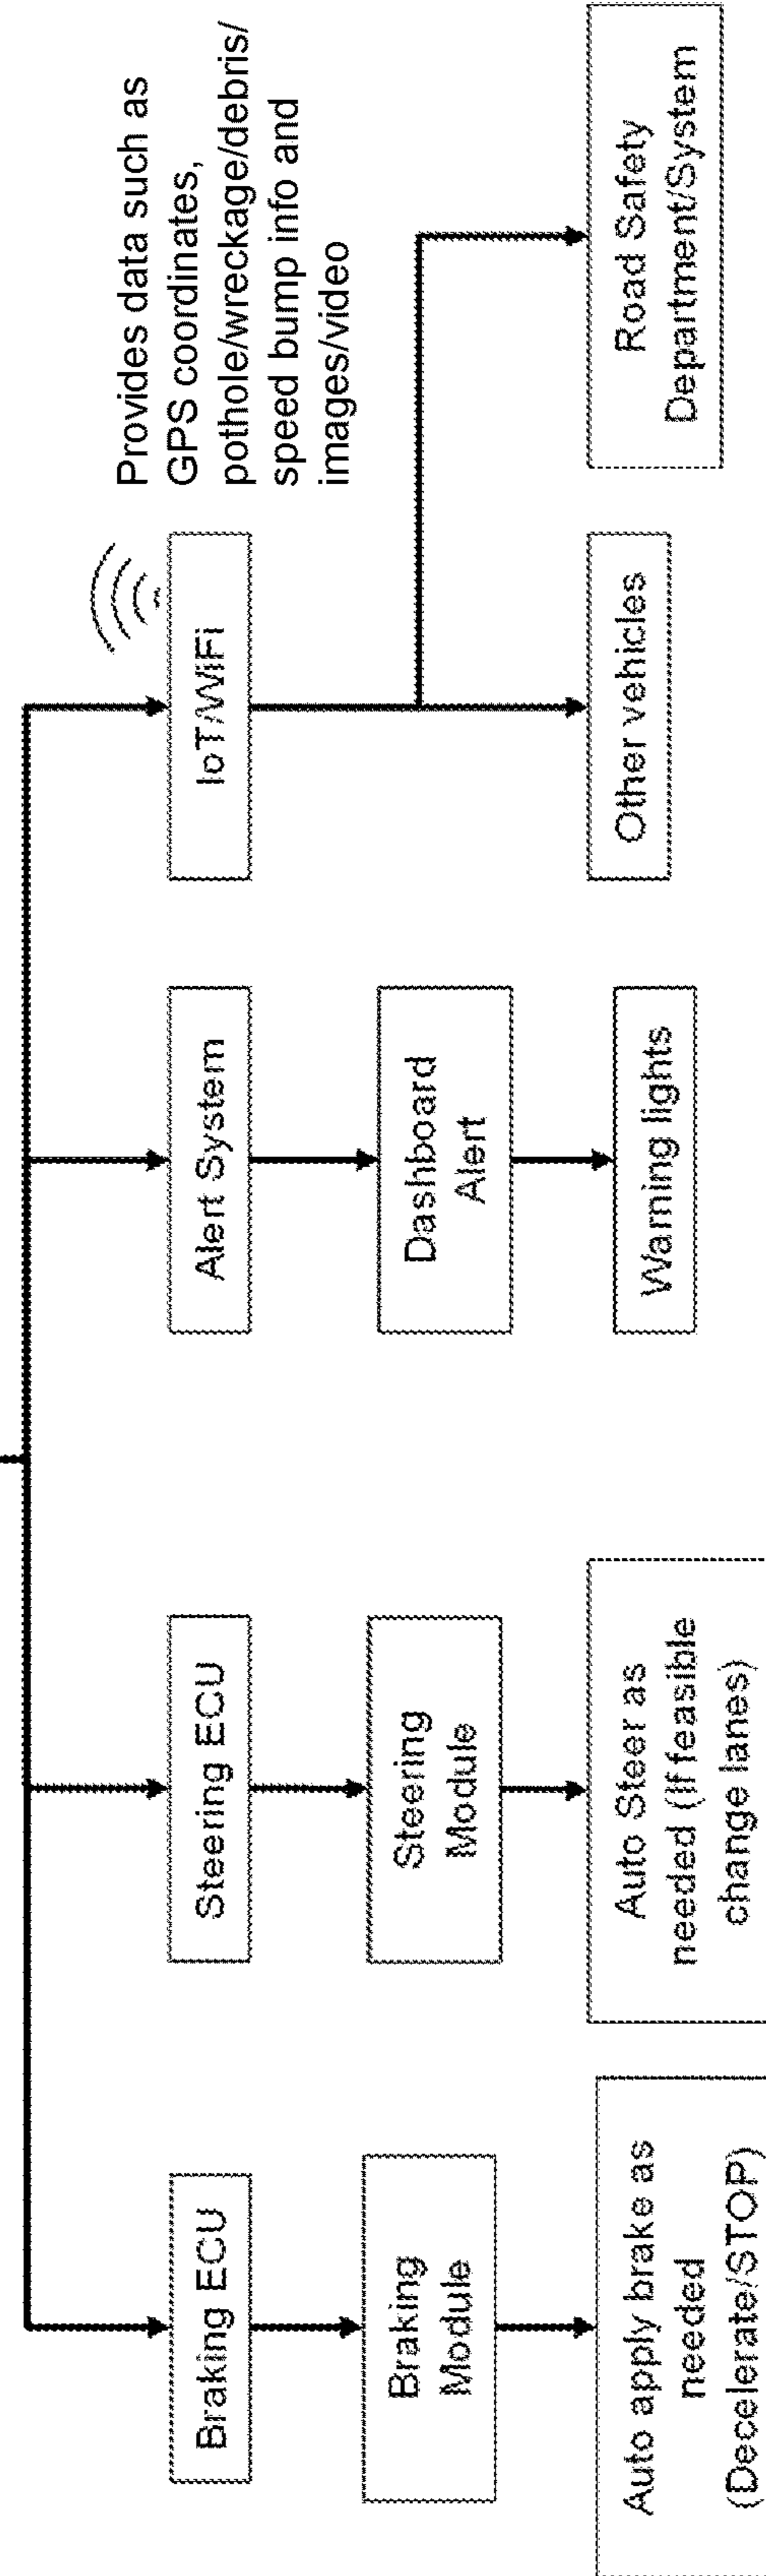 Braking ECU
Braking
Module
Auto apply brake as
needed
(Decelerate/STOP)
Steering ECU
Steering
Module
Auto Steer as
needed (If feasible
change lanes)
Alert System
Dashboard
Alert
Warning lights
IoT/WiFi
Provides data such as
GPS coordinates,
pothole/wreckage/debris/
speed bump info and
images/video
Other vehicles
Road Safety
Department/System